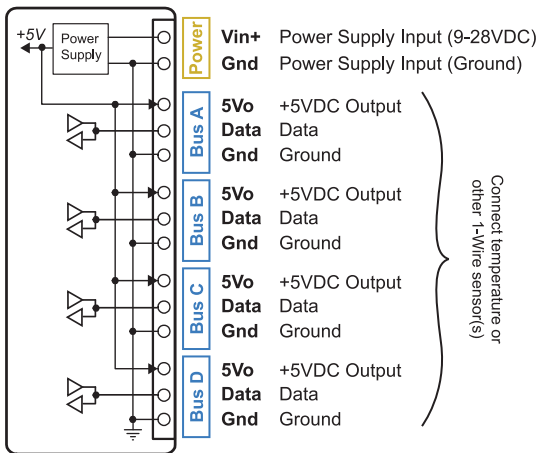 +5V
Power
Supply
Power
Vin+ Power Supply Input (9-28VDC)
Gnd Power Supply Input (Ground)
Bus A
5Vo +5VDC Output
Data Data
Gnd Ground
Bus B
5Vo +5VDC Output
Data Data
Gnd Ground
Bus C
5Vo +5VDC Output
Data Data
Gnd Ground
Bus D
5Vo +5VDC Output
Data Data
Gnd Ground
Connect temperature or
other 1-Wire sensor(s)